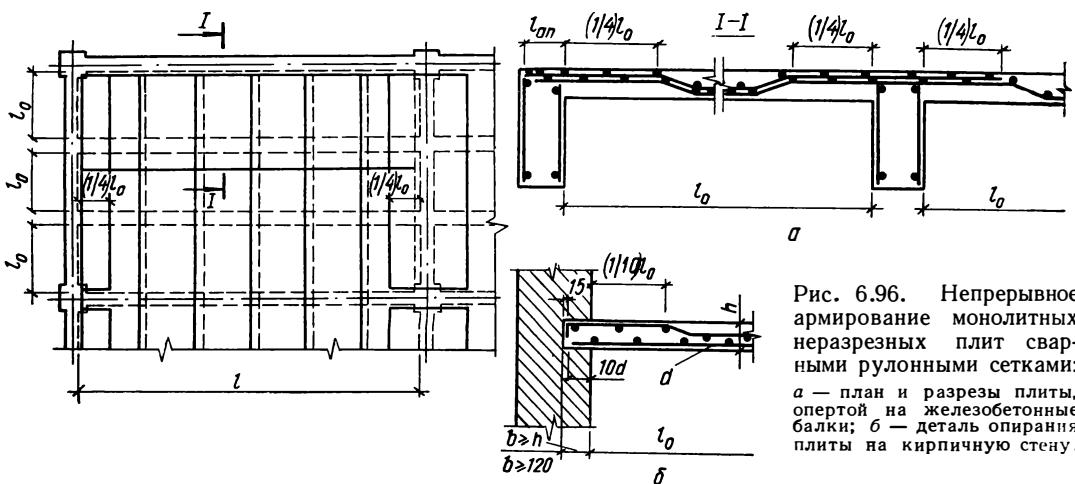 I
l₀
l₀
l₀
(1/4)l₀
(1/4)l₀
I
l
lоп
(1/4)l₀
I–I
(1/4)l₀
(1/4)l₀
l₀
l₀
а
(1/10)l₀
15
h
10d
d
b≥h
b≥120
l₀
б
Рис. 6.96. Непрерывное
армирование монолитных
неразрезных плит свар-
ными рулонными сетками:
а — план и разрезы плиты,
опертой на железобетонные
балки; б — деталь опирания
плиты на кирпичную стену.